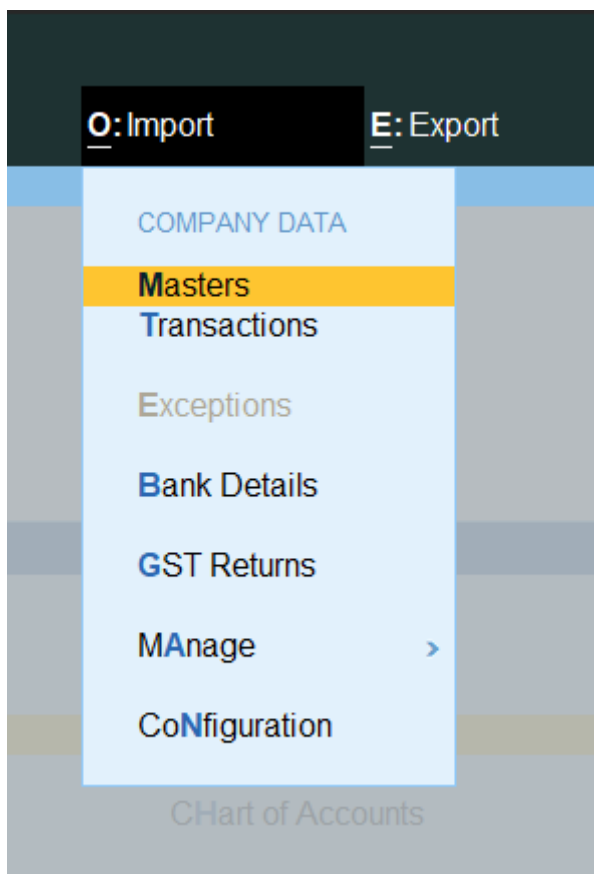 O: Import E: Export
COMPANY DATA
Masters
Transactions
Exceptions
Bank Details
GST Returns
MAnage ›
CoNfiguration
CHart of Accounts